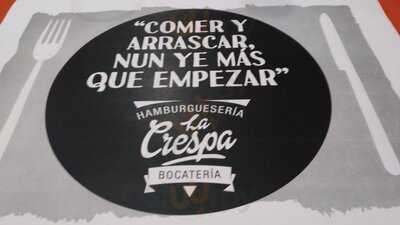 “COMER Y
ARRASCAR,
NUN YE MÁS
QUE EMPEZAR”
HAMBURGUESERÍA
La
Crespa
BOCATERÍA